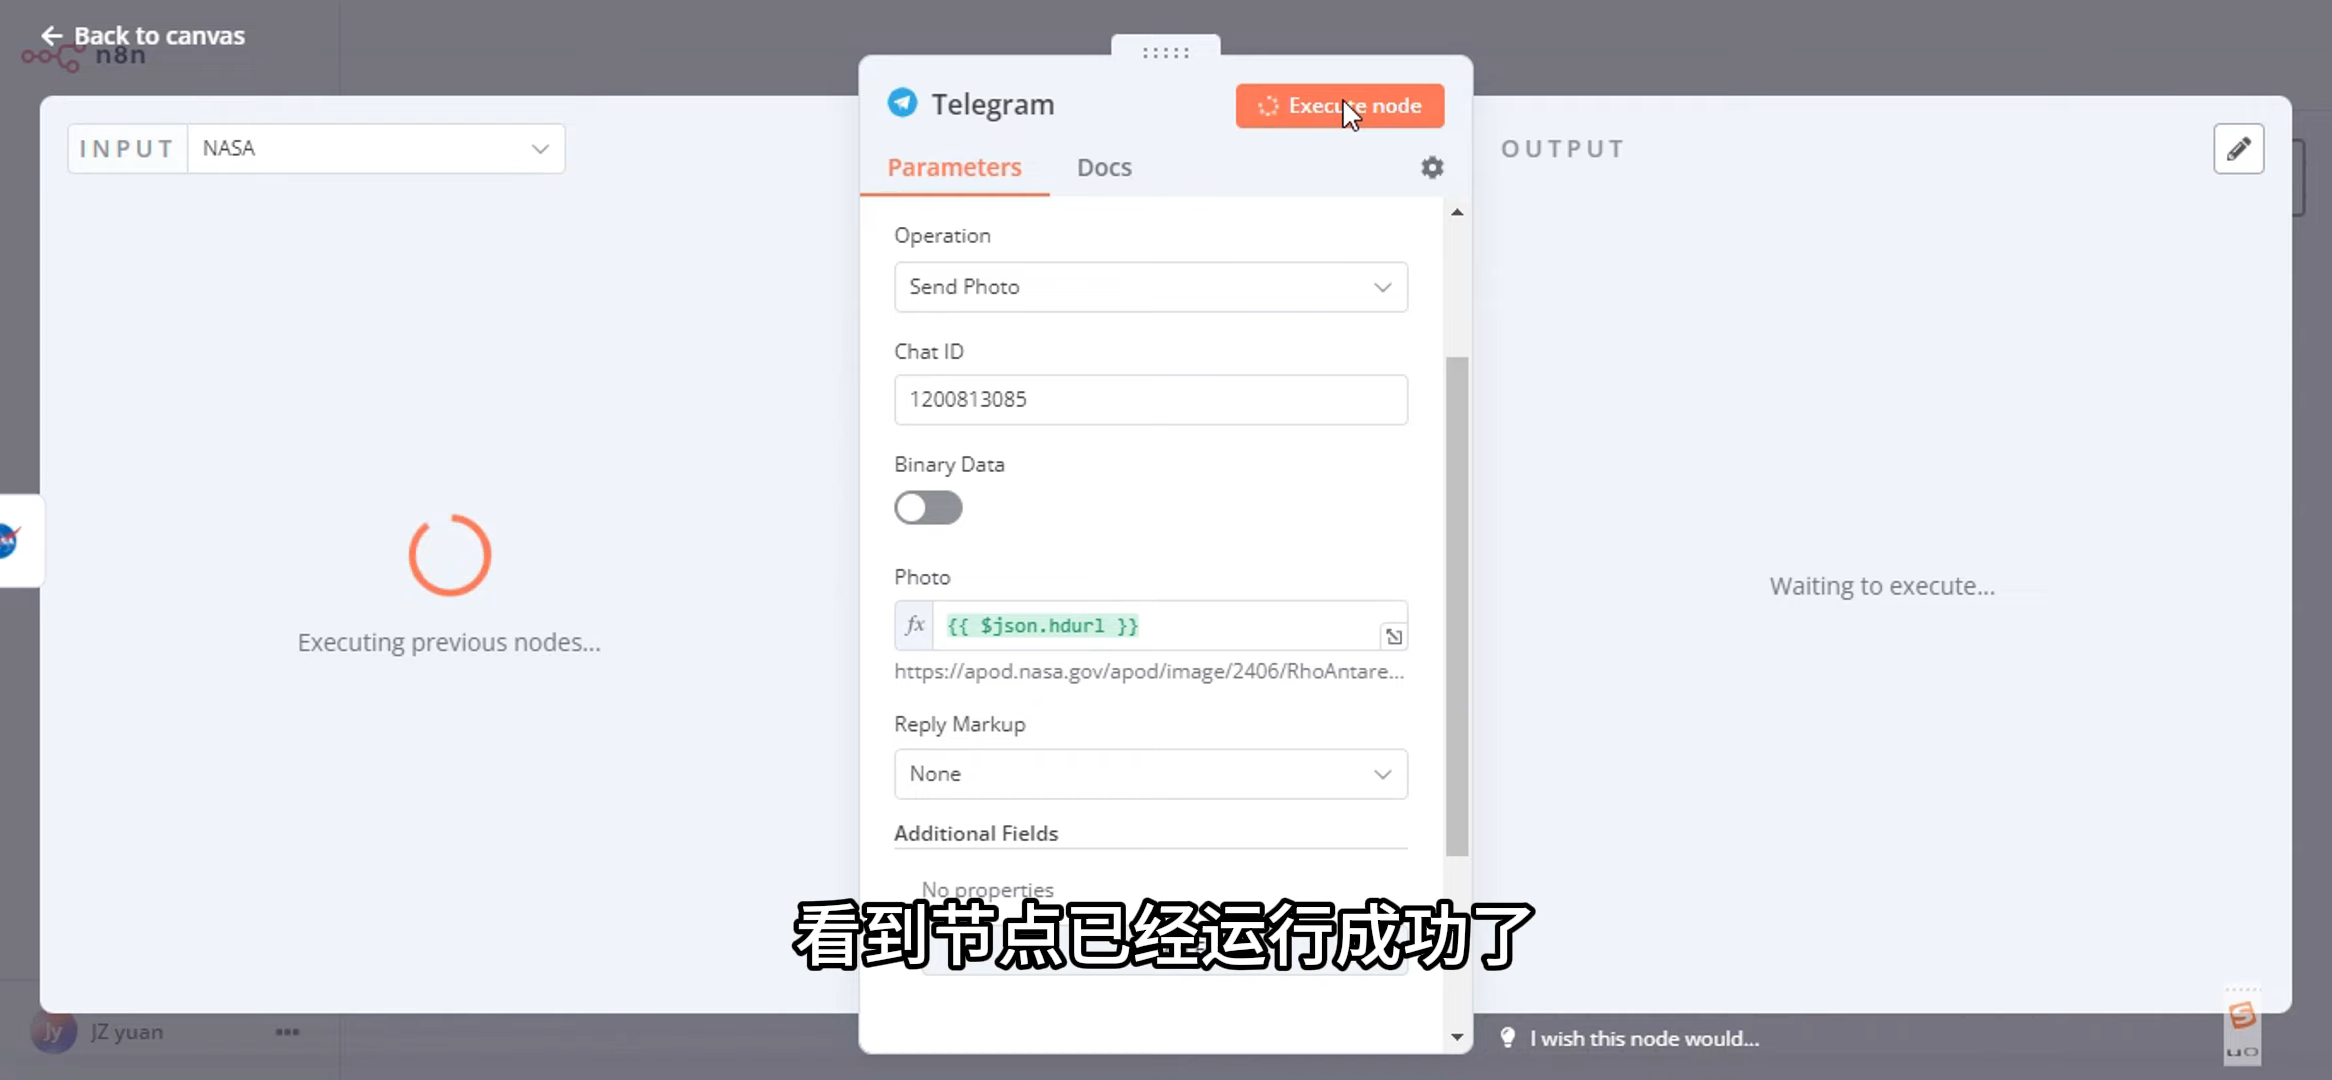 Back to canvas
n8n
INPUT
NASA
Executing previous nodes...
JZ yuan
Jy
Telegram
Execute node
Parameters
Docs
Operation
Send Photo
Chat ID
1200813085
Binary Data
Photo
fx
{{ $json.hdurl }}
https://apod.nasa.gov/apod/image/2406/RhoAntare...
Reply Markup
None
Additional Fields
No properties
看到节点已经运行成功了
OUTPUT
Waiting to execute...
I wish this node would...